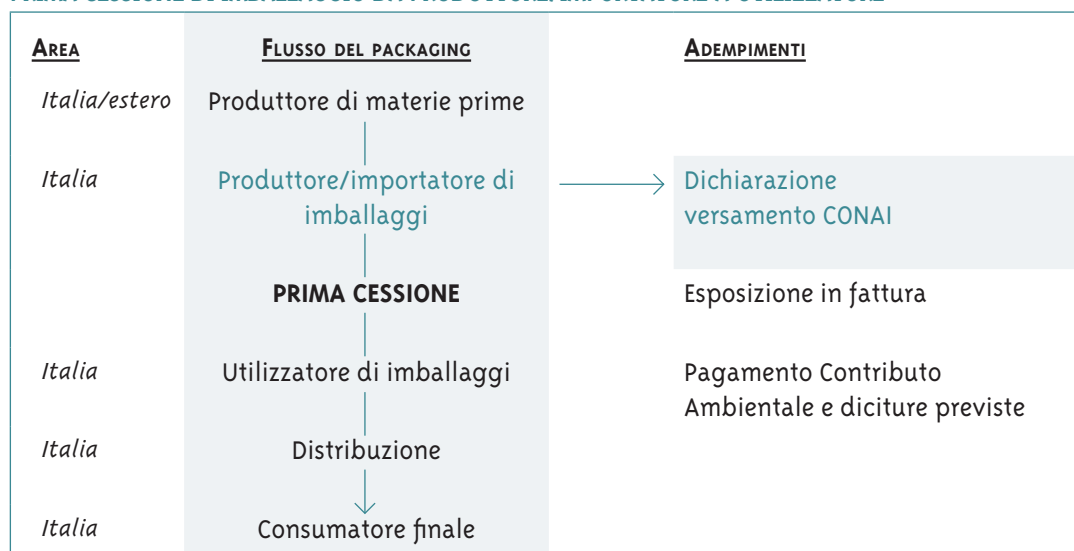 AREA FLUSSO DEL PACKAGING ADEMPIMENTI
Italia/estero Produttore di materie prime
Italia Produttore/importatore di Dichiarazione
imballaggi versamento CONAI
PRIMA CESSIONE Esposizione in fattura
Italia Utilizzatore di imballaggi Pagamento Contributo
Ambientale e diciture previste
Italia Distribuzione
Italia Consumatore finale